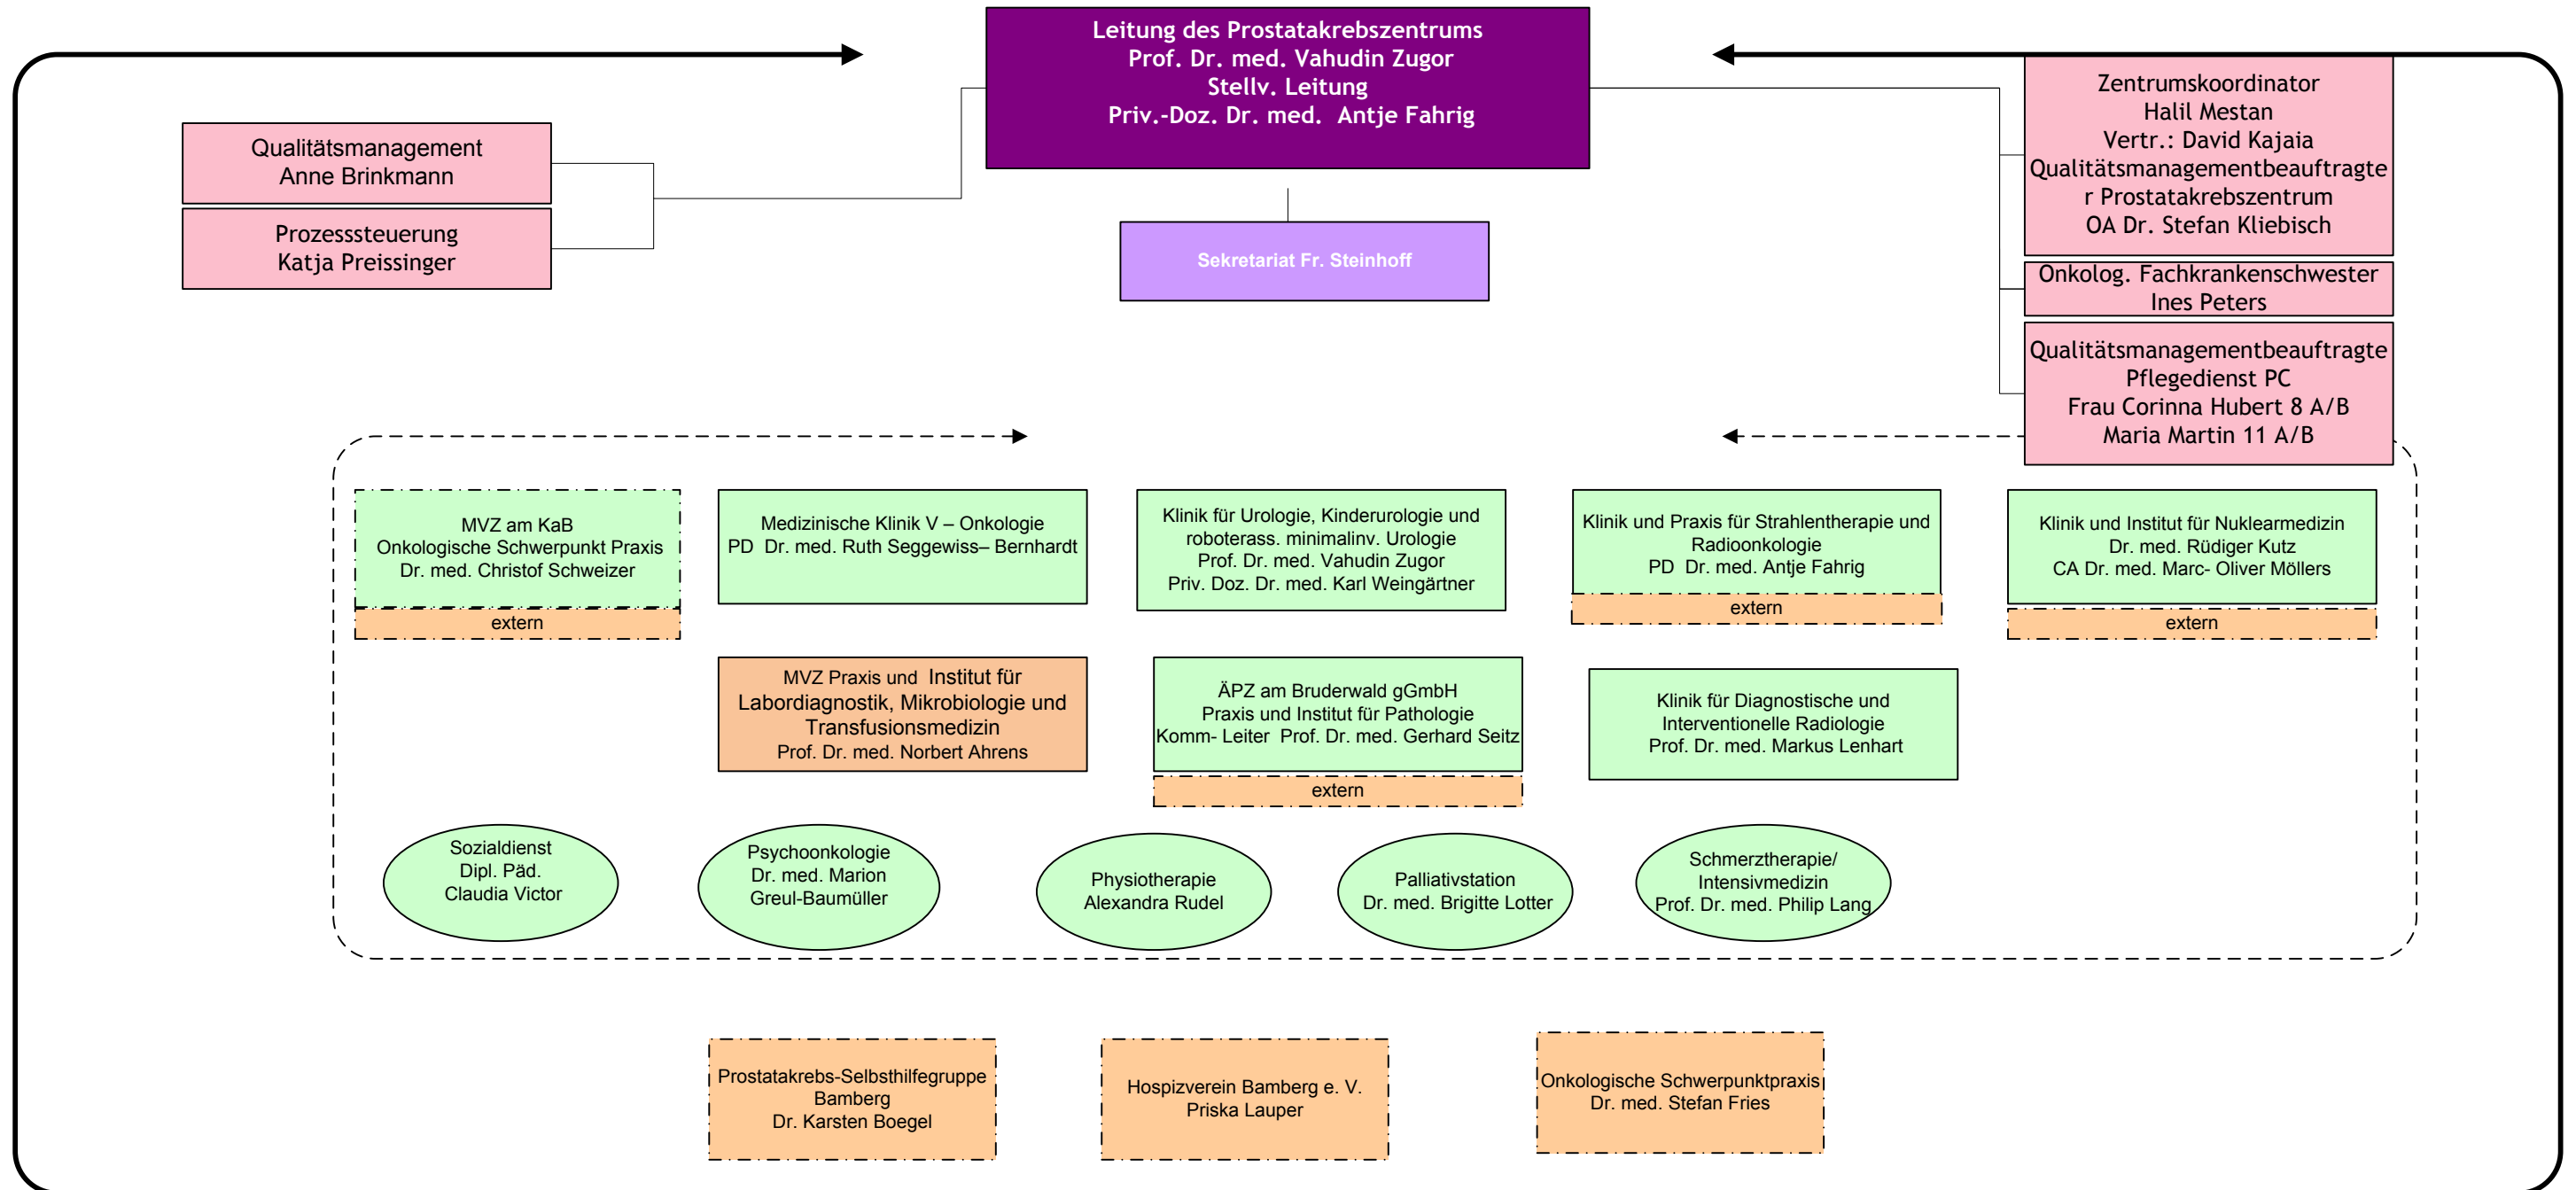 Leitung des Prostatakrebszentrums
Prof. Dr. med. Vahudin Zugor
Stellv. Leitung
Priv.-Doz. Dr. med. Antje Fahrig
Qualitätsmanagement
Anne Brinkmann
Prozesssteuerung
Katja Preissinger
Sekretariat Fr. Steinhoff
Zentrumskoordinator
Halil Mestan
Vertr.: David Kajaia
Qualitätsmanagementbeauftragte
r Prostatakrebszentrum
OA Dr. Stefan Kliebisch
Onkolog. Fachkrankenschwester
Ines Peters
Qualitätsmanagementbeauftragte
Pflegedienst PC
Frau Corinna Hubert 8 A/B
Maria Martin 11 A/B
MVZ am KaB
Onkologische Schwerpunkt Praxis
Dr. med. Christof Schweizer
extern
Medizinische Klinik V – Onkologie
PD Dr. med. Ruth Seggewiss– Bernhardt
Klinik für Urologie, Kinderurologie und
roboterass. minimalinv. Urologie
Prof. Dr. med. Vahudin Zugor
Priv. Doz. Dr. med. Karl Weingärtner
Klinik und Praxis für Strahlentherapie und
Radioonkologie
PD Dr. med. Antje Fahrig
extern
Klinik und Institut für Nuklearmedizin
Dr. med. Rüdiger Kutz
CA Dr. med. Marc- Oliver Möllers
extern
MVZ Praxis und Institut für
Labordiagnostik, Mikrobiologie und
Transfusionsmedizin
Prof. Dr. med. Norbert Ahrens
ÄPZ am Bruderwald gGmbH
Praxis und Institut für Pathologie
Komm- Leiter Prof. Dr. med. Gerhard Seitz
extern
Klinik für Diagnostische und
Interventionelle Radiologie
Prof. Dr. med. Markus Lenhart
Sozialdienst
Dipl. Päd.
Claudia Victor
Psychoonkologie
Dr. med. Marion
Greul-Baumüller
Physiotherapie
Alexandra Rudel
Palliativstation
Dr. med. Brigitte Lotter
Schmerztherapie/
Intensivmedizin
Prof. Dr. med. Philip Lang
Prostatakrebs-Selbsthilfegruppe
Bamberg
Dr. Karsten Boegel
Hospizverein Bamberg e. V.
Priska Lauper
Onkologische Schwerpunktpraxis
Dr. med. Stefan Fries